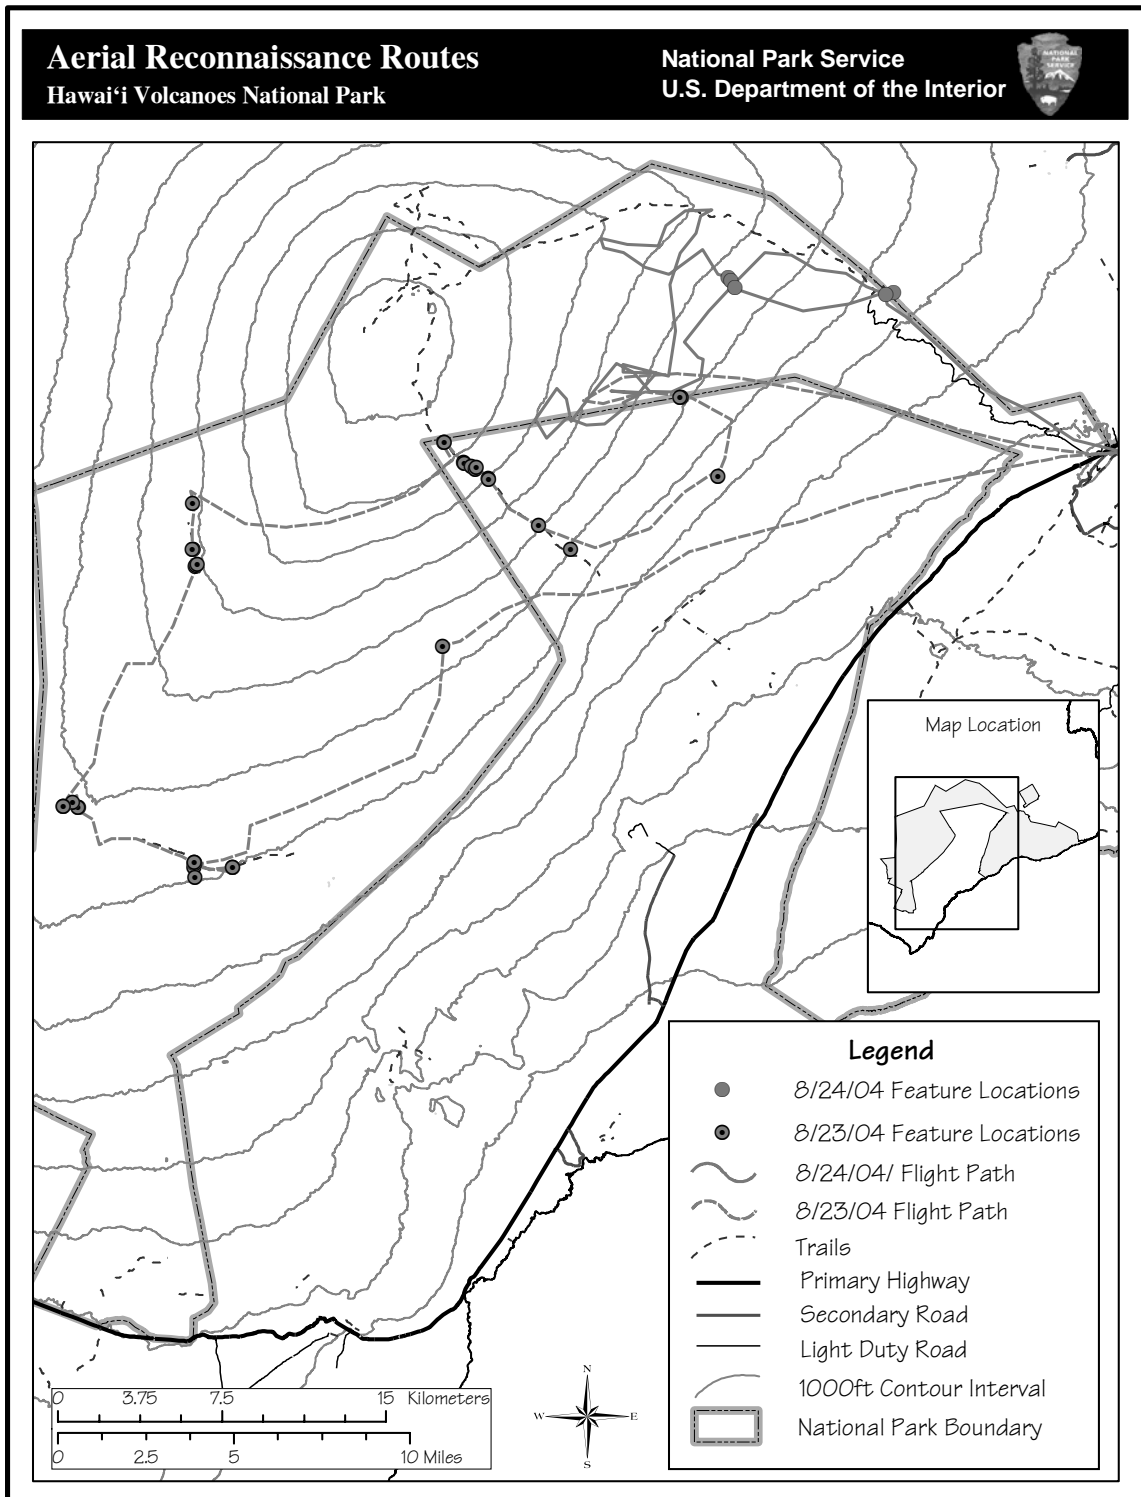 Aerial Reconnaissance Routes
Hawai‘i Volcanoes National Park
National Park Service
U.S. Department of the Interior
NATIONAL
PARK
SERVICE
Map Location
Legend
8/24/04 Feature Locations
8/23/04 Feature Locations
8/24/04/ Flight Path
8/23/04 Flight Path
Trails
Primary Highway
Secondary Road
Light Duty Road
1000ft Contour Interval
National Park Boundary
0 3.75 7.5 15 Kilometers
0 2.5 5 10 Miles
N
W E
S